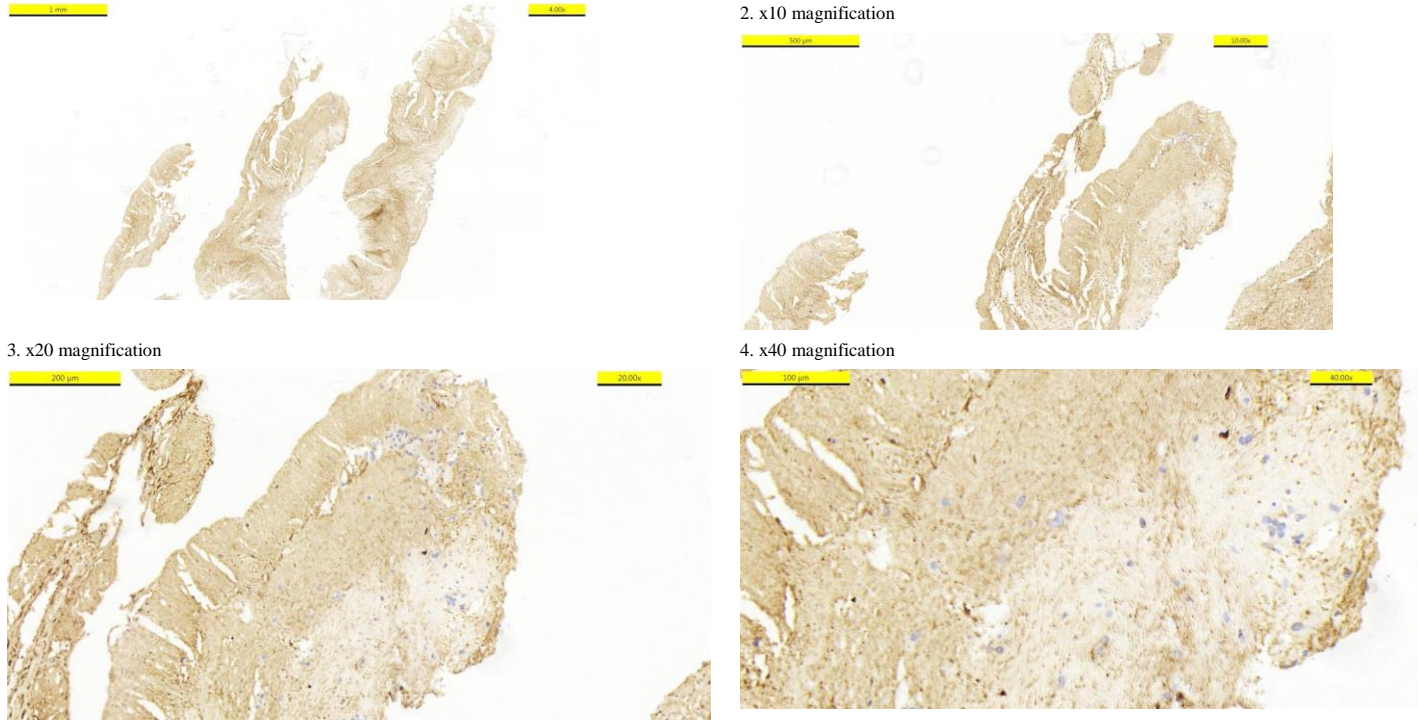 1 mm
4.00x
2. x10 magnification
500 µm
10.00x
3. x20 magnification
200 µm
20.00x
4. x40 magnification
100 µm
40.00x